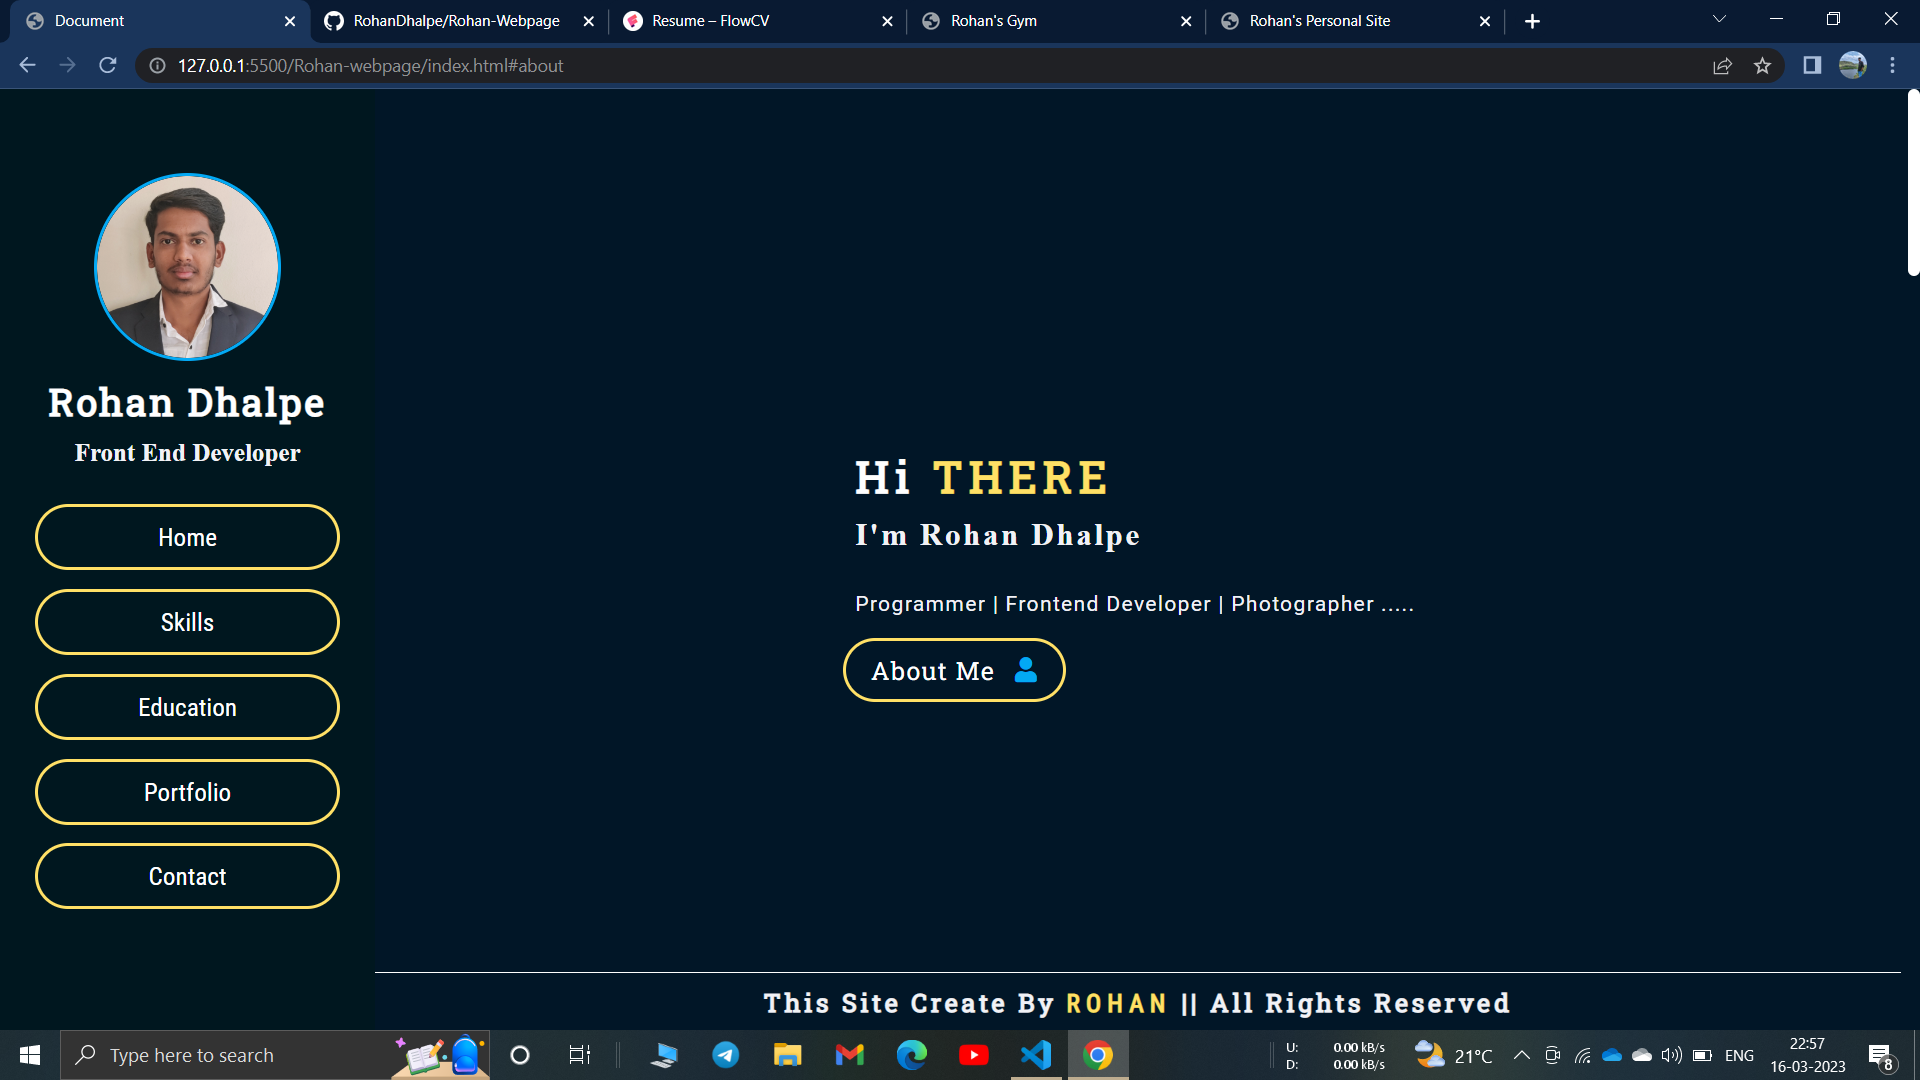 Document
RohanDhalpe/Rohan-Webpage
Resume – FlowCV
Rohan's Gym
Rohan's Personal Site
127.0.0.1:5500/Rohan-webpage/index.html#about
Rohan Dhalpe
Front End Developer
Home
Skills
Education
Portfolio
Contact
Hi THERE
I'm Rohan Dhalpe
Programmer | Frontend Developer | Photographer .....
About Me
This Site Create By ROHAN || All Rights Reserved
Type here to search
U: 0.00 kB/s
D: 0.00 kB/s
21°C
ENG
22:57
16-03-2023
8